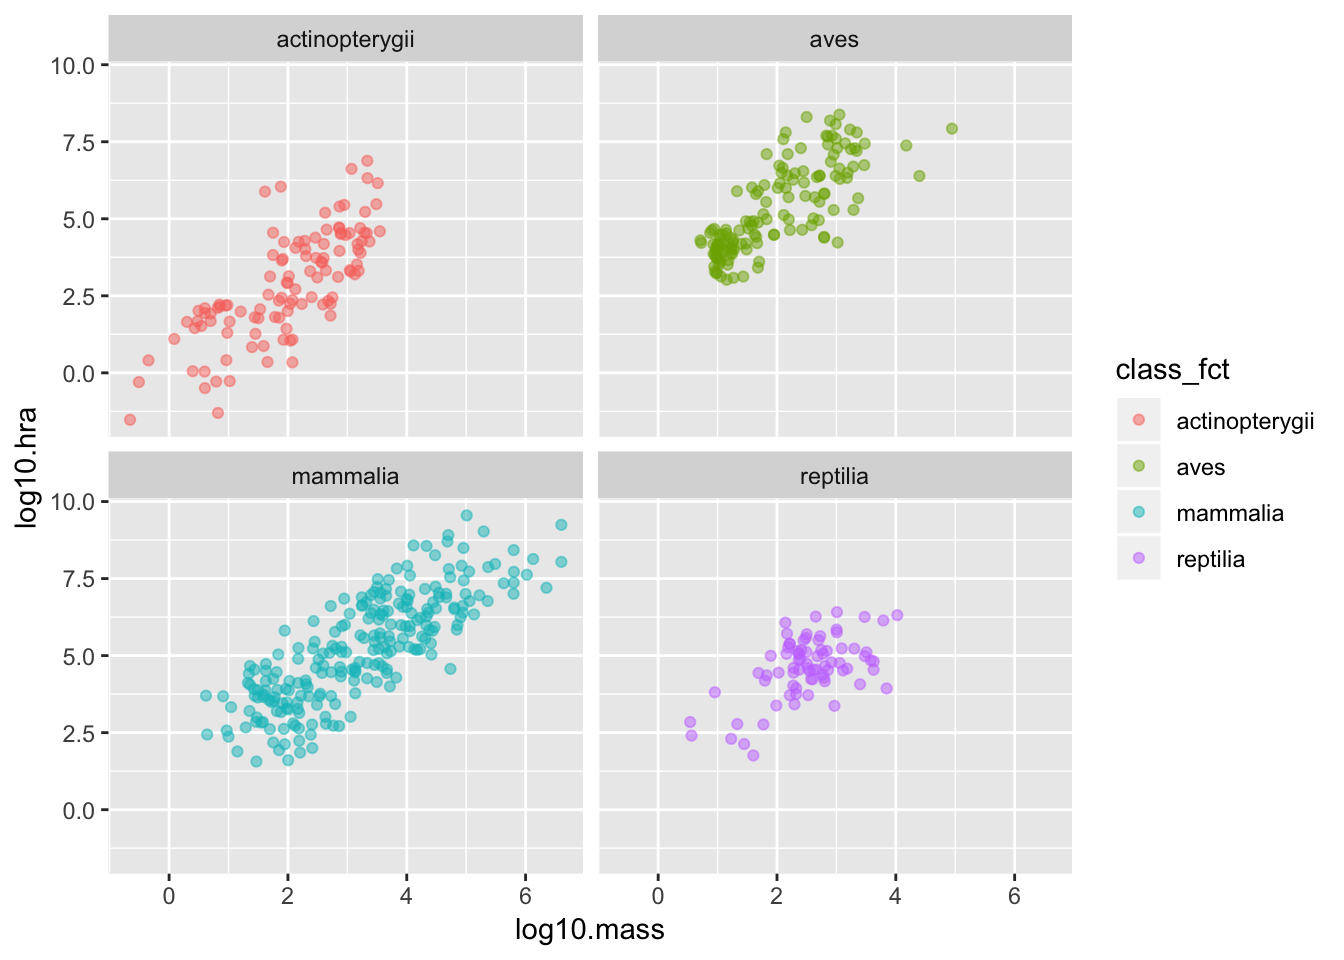 actinopterygii
aves
10.0
7.5
5.0
2.5
0.0
mammalia
reptilia
10.0
7.5
5.0
2.5
0.0
0 2 4 6
0 2 4 6
log10.mass
log10.hra
class_fct
actinopterygii
aves
mammalia
reptilia